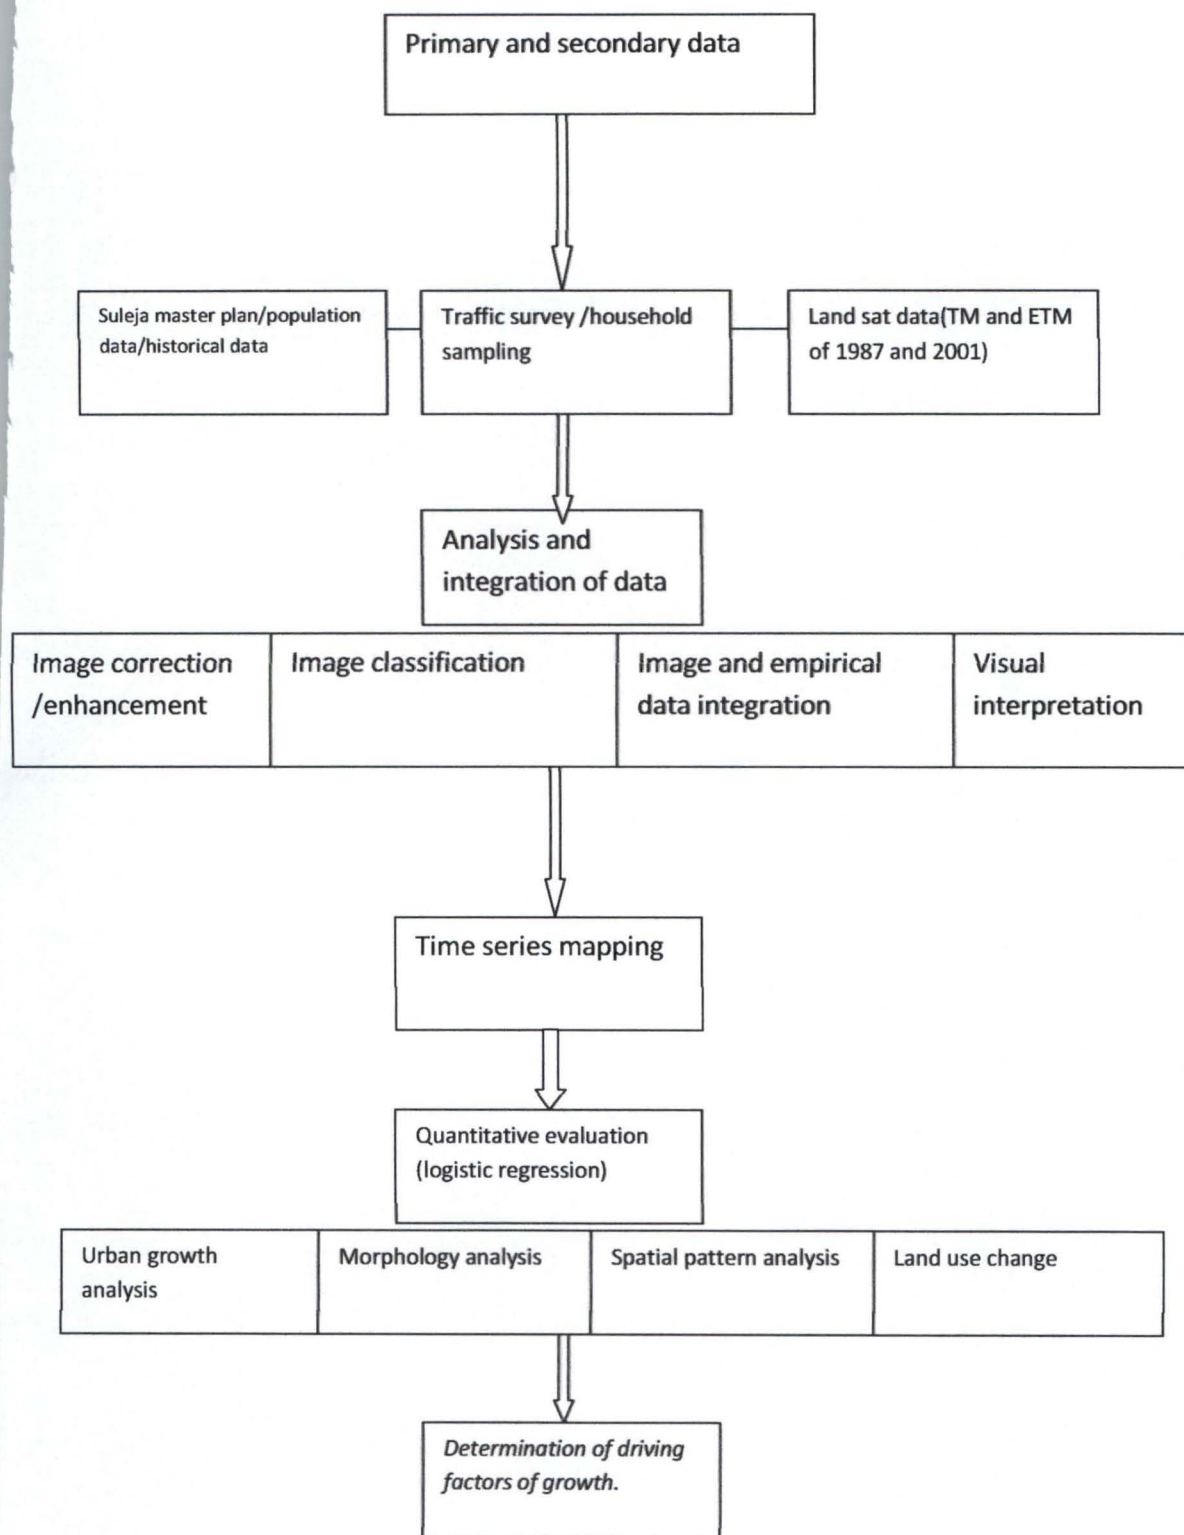 Primary and secondary data
Suleja master plan/population
data/historical data
Traffic survey /household
sampling
Land sat data(TM and ETM
of 1987 and 2001)
Analysis and
integration of data
Image correction
/enhancement
Image classification
Image and empirical
data integration
Visual
interpretation
Time series mapping
Quantitative evaluation
(logistic regression)
Urban growth
analysis
Morphology analysis
Spatial pattern analysis
Land use change
Determination of driving
factors of growth.